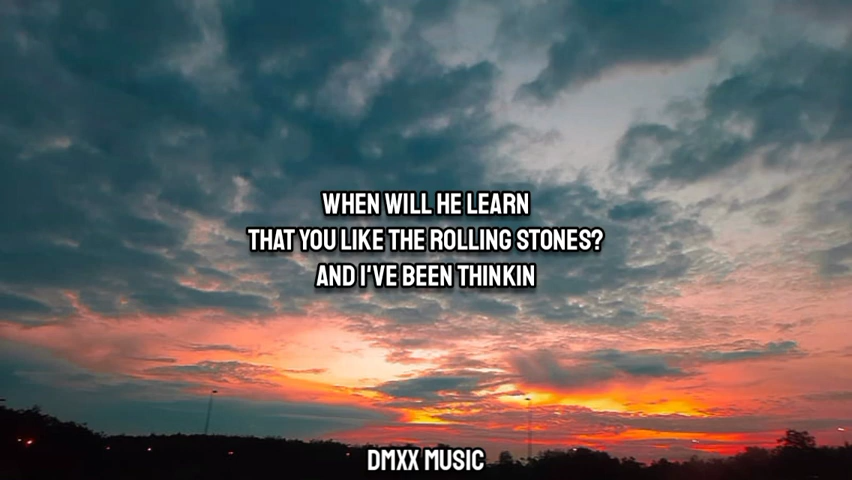 WHEN WILL HE LEARN
THAT YOU LIKE THE ROLLING STONES?
AND I'VE BEEN THINKIN
DMXX MUSIC